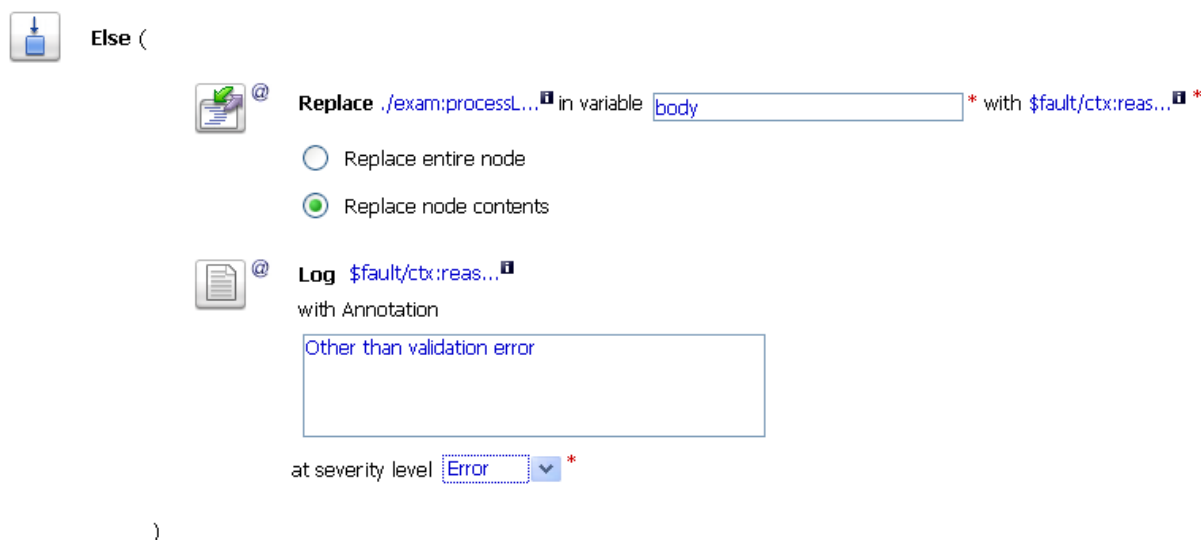 Else (
@ Replace ./exam:processL... i in variable body * with $fault/ctx:reas... i *
Replace entire node
Replace node contents
@ Log $fault/ctx:reas... i
with Annotation
Other than validation error
at severity level Error *
)